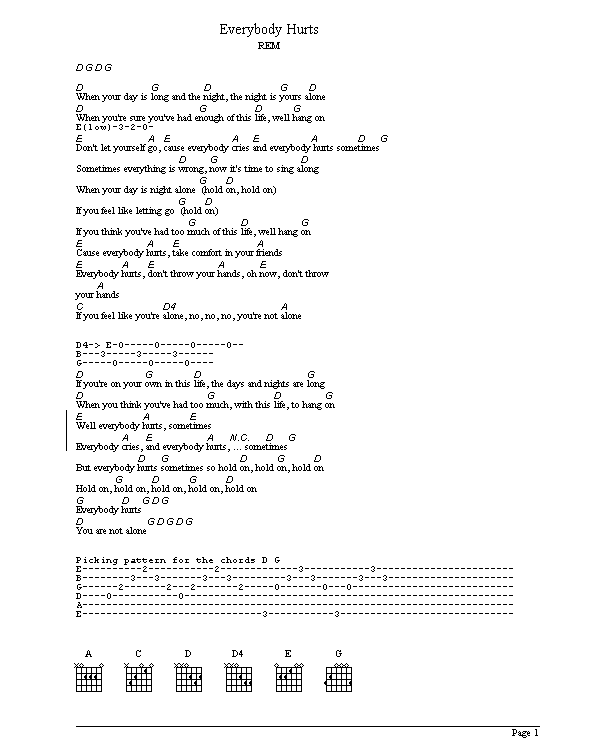 Everybody Hurts
REM
D G D G
D G D G D
When your day is long and the night, the night is yours alone
D G D G
When you're sure you've had enough of this life, well hang on
E(low)-3-2-0-
E A E A E A D G
Don't let yourself go, cause everybody cries and everybody hurts sometimes
D G D
Sometimes everything is wrong, now it's time to sing along
G D
When your day is night alone (hold on, hold on)
G D
If you feel like letting go (hold on)
G D G
If you think you've had too much of this life, well hang on
E A E A
Cause everybody hurts, take comfort in your friends
E A E A E
Everybody hurts, don't throw your hands, oh now, don't throw
A
your hands
C D4 A
If you feel like you're alone, no, no, no, you're not alone
D4-> E-0-----0-----0-----0--
B---3-----3-----3------
G-----0-----0-----0----
D G D G
If you're on your own in this life, the days and nights are long
D G D G
When you think you've had too much, with this life, to hang on
E A E
Well everybody hurts, sometimes
A E A N.C. D G
Everybody cries, and everybody hurts, ... sometimes
D G D G D
But everybody hurts sometimes so hold on, hold on, hold on
G D G D
Hold on, hold on, hold on, hold on, hold on
G D G D G
Everybody hurts
D G D G D G
You are not alone
Picking pattern for the chords D G
E----------2-----------2-------------3-----------3-----------------------
B--------3---3-------3---3---------3---3-------3---3---------------------
G------2-------2---2-------2-----0-------0---0---------------------------
D----0-----------0-------------------------------------------------------
A------------------------------------------------------------------------
E------------------------------3-----------3-----------------------------
A C D D4 E G
Page 1